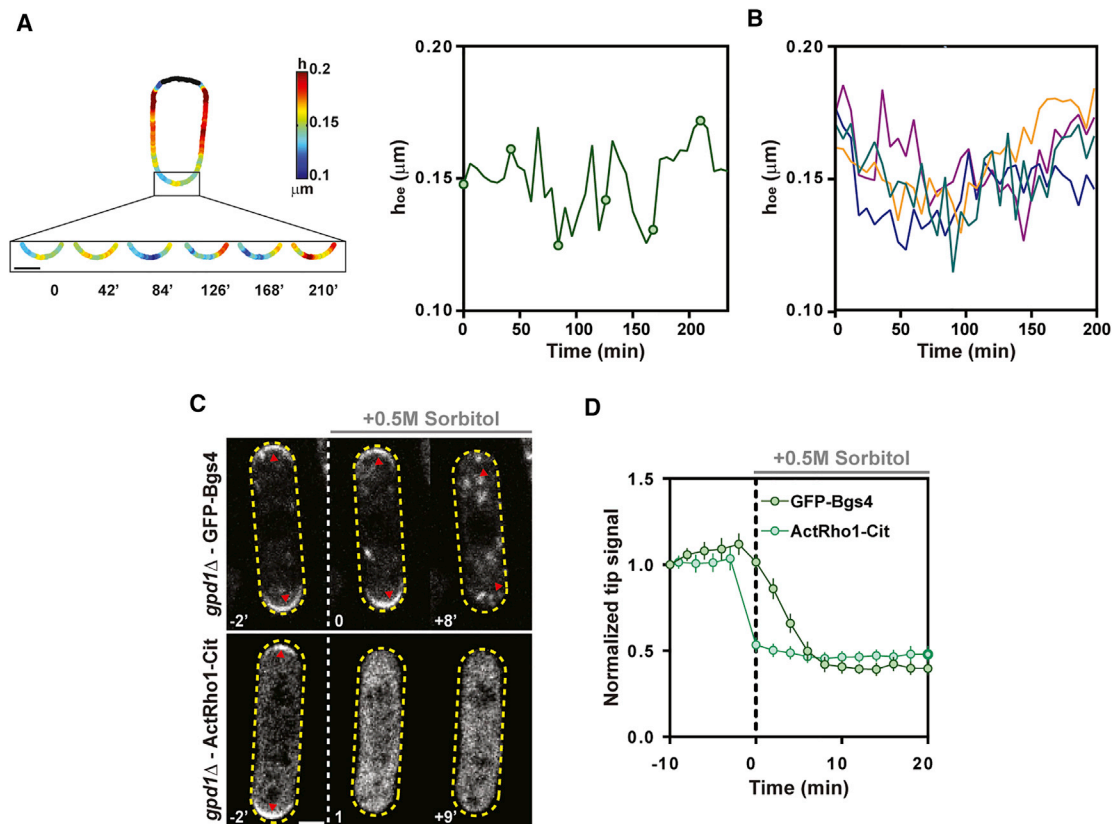 A
h
0.2
0.15
0.1
μm
0
42’
84’
126’
168’
210’
0.20
0.15
0.10
hoe (μm)
0
50
100
150
200
Time (min)
B
0.20
0.15
0.10
hoe (μm)
0
50
100
150
200
Time (min)
C
+0.5M Sorbitol
gpd1Δ - GFP-Bgs4
-2’
0
+8’
gpd1Δ - ActRho1-Cit
-2’
1
+9’
D
+0.5M Sorbitol
1.5
1.0
0.5
0.0
Normalized tip signal
GFP-Bgs4
ActRho1-Cit
-10
0
10
20
Time (min)